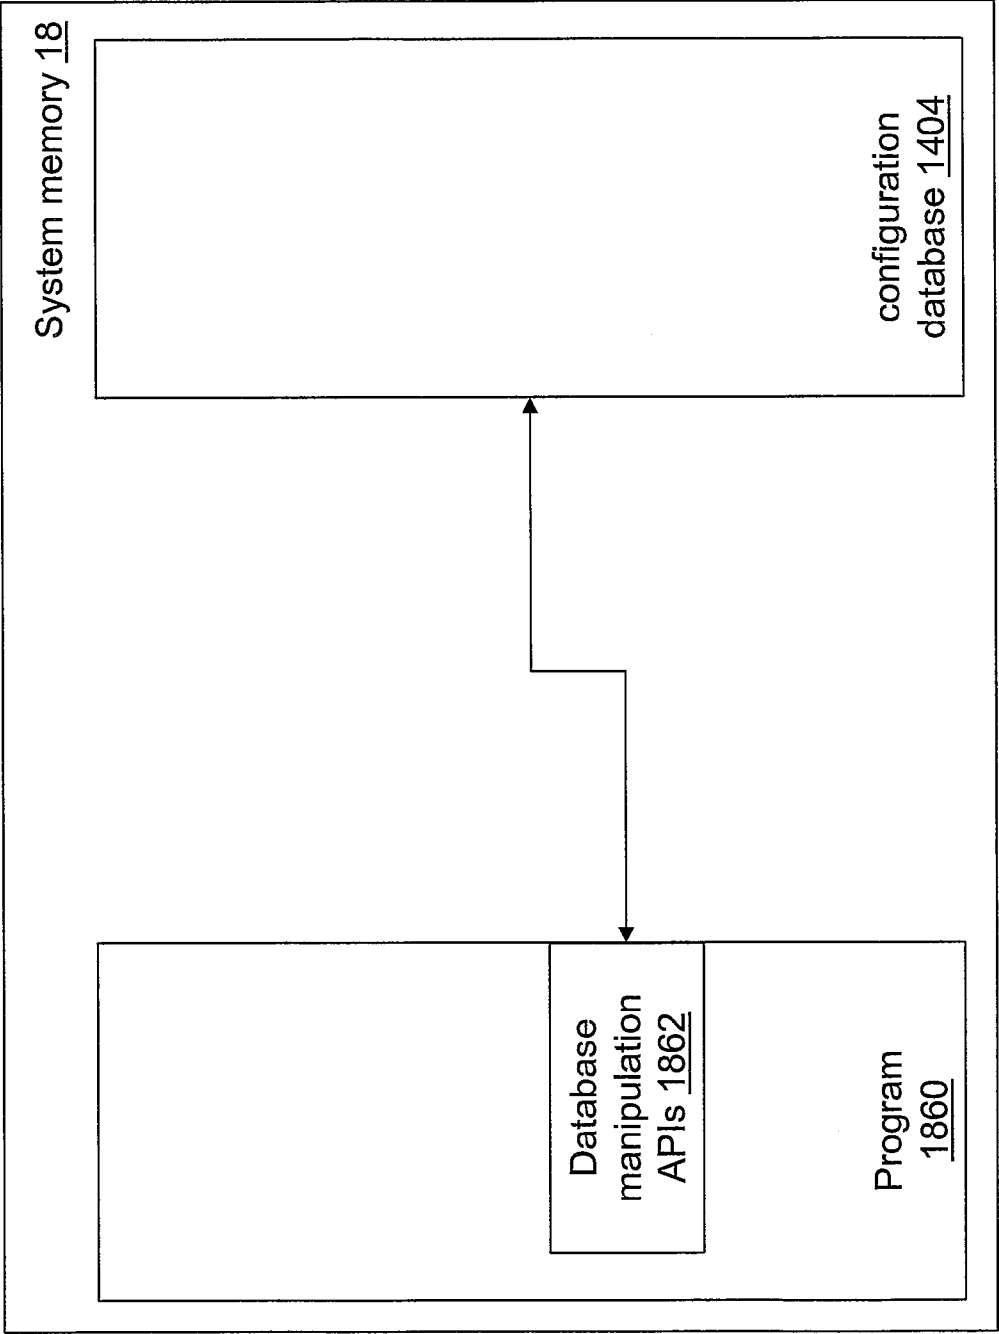 System memory 18
Database
manipulation
APIs 1862
Program
1860
configuration
database 1404